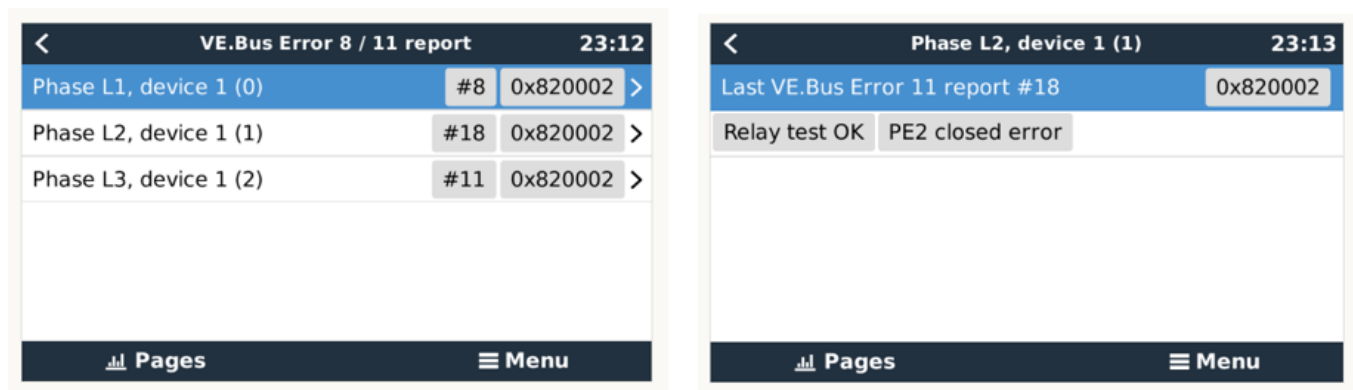 VE.Bus Error 8 / 11 report 23:12
Phase L1, device 1 (0) #8 0x820002
Phase L2, device 1 (1) #18 0x820002
Phase L3, device 1 (2) #11 0x820002
Pages Menu
Phase L2, device 1 (1) 23:13
Last VE.Bus Error 11 report #18 0x820002
Relay test OK PE2 closed error
Pages Menu